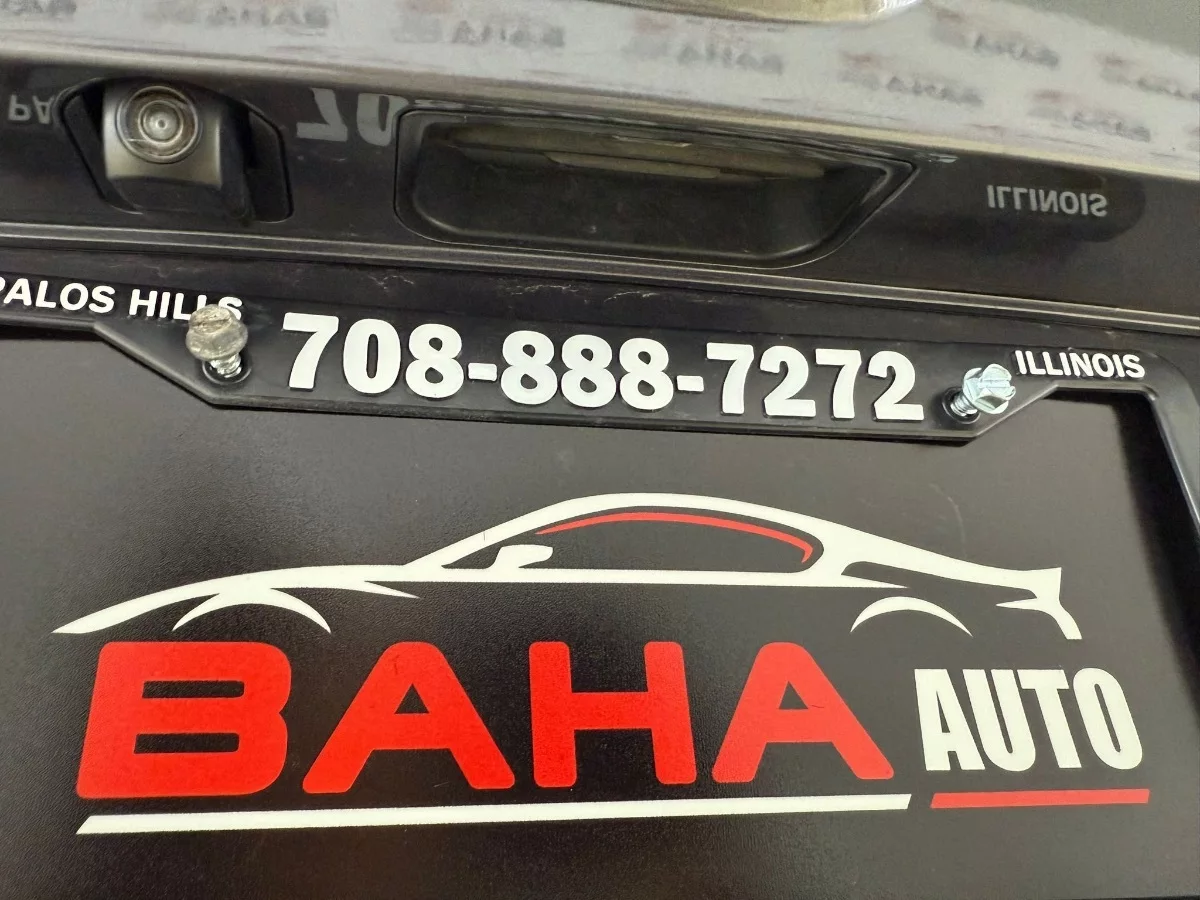 PALOS HILLS
708-888-7272
ILLINOIS
BAHA AUTO
ILLINOIS